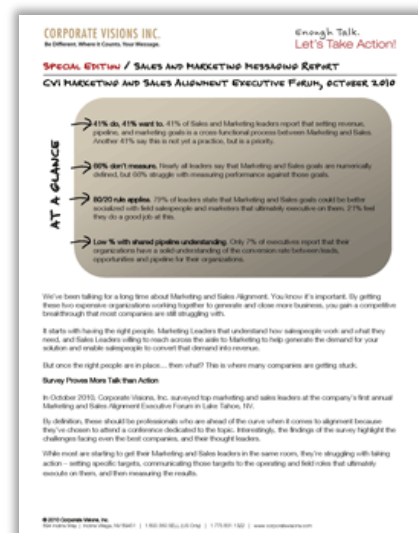 CORPORATE VISIONS INC.
Be Different. Where It Counts. Your Message.
Enough Talk.
Let's Take Action!
SPECIAL EDITION / SALES AND MARKETING MESSAGING REPORT
CVI MARKETING AND SALES ALIGNMENT EXECUTIVE FORUM, OCTOBER 2010
AT A GLANCE
41% do, 41% want to. 41% of Sales and Marketing leaders report that setting revenue,
pipeline, and marketing goals is a cross-functional process between Marketing and Sales.
Another 41% say this is not yet a practice, but is a priority.
66% don't measure. Nearly all leaders say that Marketing and Sales goals are numerically
defined, but 66% struggle with measuring performance against those goals.
80/20 rule applies. 79% of leaders state that Marketing and Sales goals could be better
socialized with field salespeople and marketers that ultimately execute on them. 21% feel
they do a good job at this.
Low % with shared pipeline understanding. Only 7% of executives report that their
organizations have a solid understanding of the conversion rate between leads,
opportunities and pipeline for their organizations.
We've been talking for a long time about Marketing and Sales Alignment. You know it's important. By getting
these two expensive organizations working together to generate and close more business, you gain a competitive
breakthrough that most companies are still struggling with.
It starts with having the right people. Marketing Leaders that understand how salespeople work and what they
need, and Sales Leaders willing to reach across the aisle to Marketing to help generate the demand for your
solution and enable salespeople to convert that demand into revenue.
But once the right people are in place… then what? This is where many companies are getting stuck.
Survey Proves More Talk than Action
In October 2010, Corporate Visions, Inc. surveyed top marketing and sales leaders at the company's first annual
Marketing and Sales Alignment Executive Forum in Lake Tahoe, NV.
By definition, these should be professionals who are ahead of the curve when it comes to alignment because
they've chosen to attend a conference dedicated to the topic. Interestingly, the findings of the survey highlight the
challenges facing even the best companies, and their thought leaders.
While most are starting to get their Marketing and Sales leaders in the same room, they're struggling with taking
action – setting specific targets, communicating those targets to the operating and field roles that ultimately
execute on them, and then measuring the results.
© 2010 Corporate Visions, Inc.
| www.corporatevisions.com